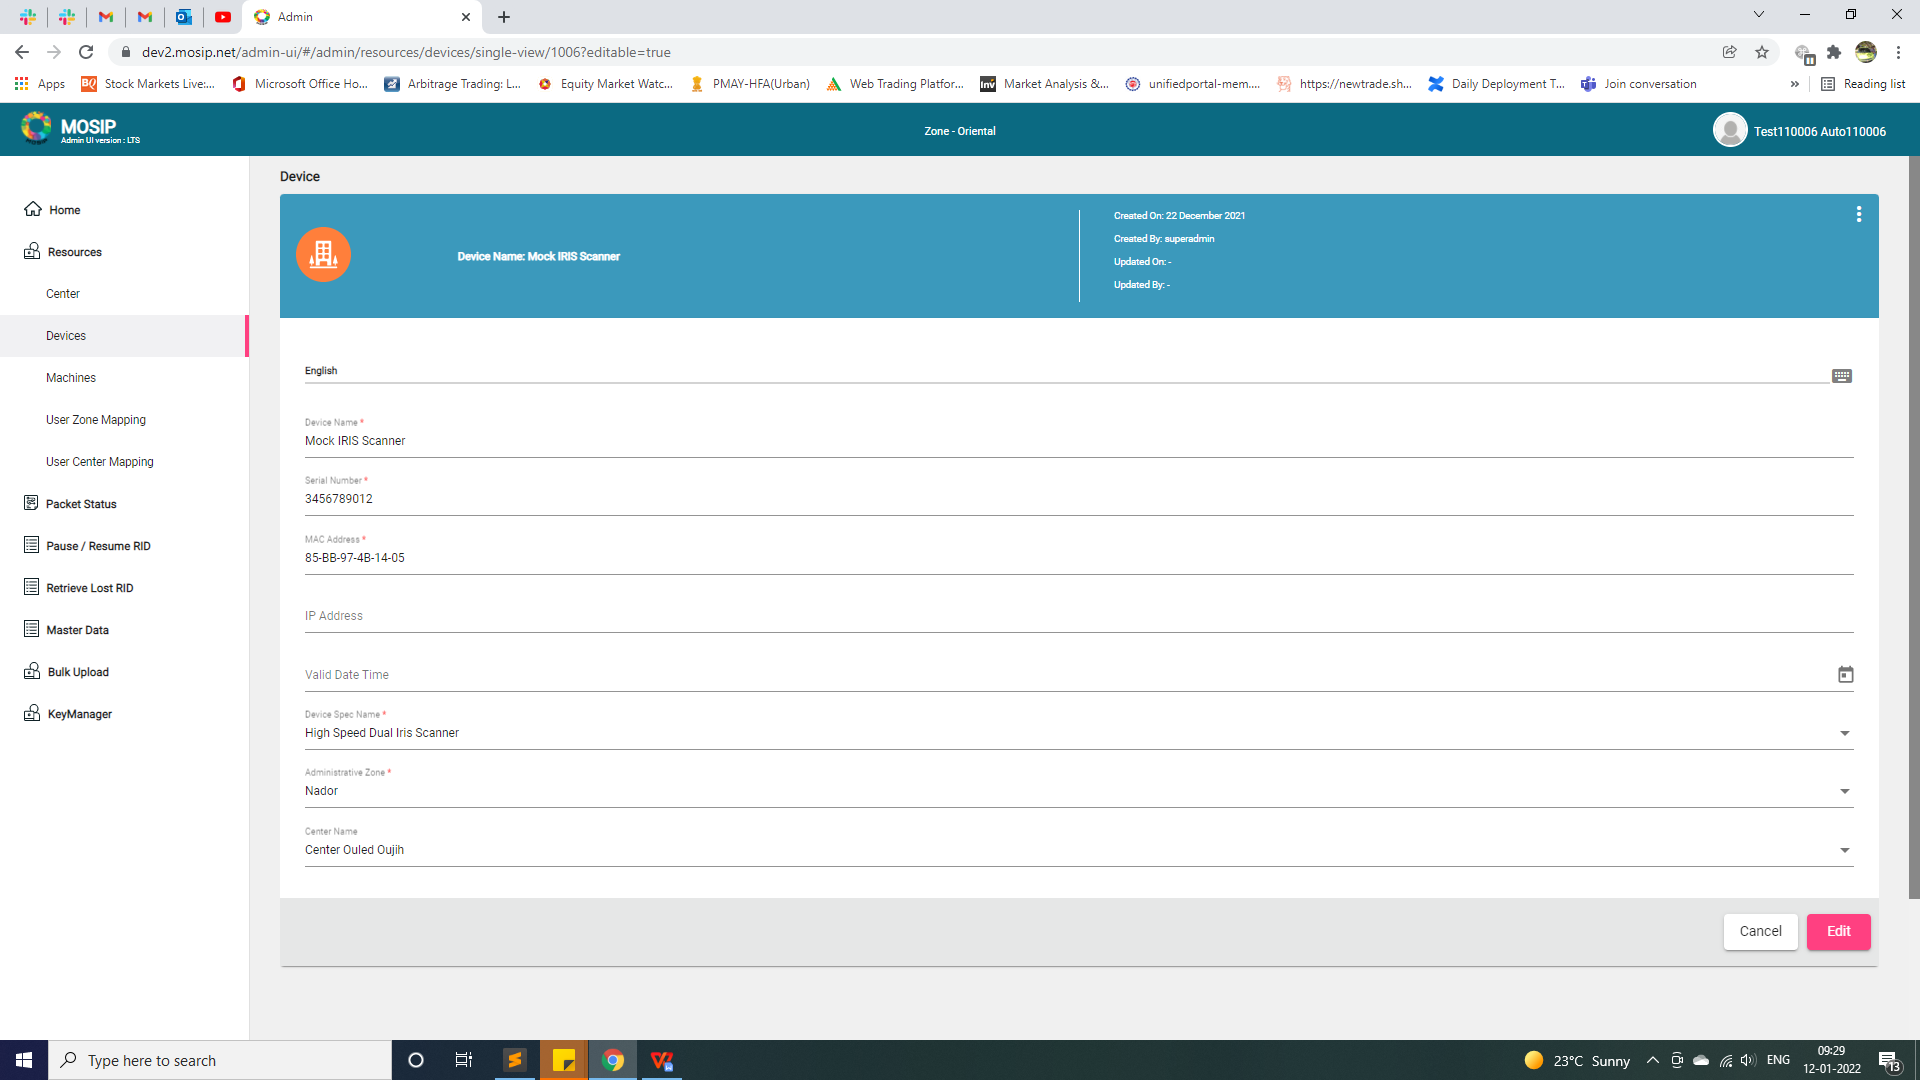 Admin
dev2.mosip.net/admin-ui/#/admin/resources/devices/single-view/1006?editable=true
Apps
BQ Stock Markets Live:...
Microsoft Office Ho...
Arbitrage Trading: L...
Equity Market Watc...
PMAY-HFA(Urban)
Web Trading Platfor...
Inv Market Analysis &...
unifiedportal-mem....
https://newtrade.sh...
Daily Deployment T...
Join conversation
»
Reading list
MOSIP
Admin UI version : LTS
Zone - Oriental
Test110006 Auto110006
Home
Resources
Center
Devices
Machines
User Zone Mapping
User Center Mapping
Packet Status
Pause / Resume RID
Retrieve Lost RID
Master Data
Bulk Upload
KeyManager
Device
Device Name: Mock IRIS Scanner
Created On: 22 December 2021
Created By: superadmin
Updated On: -
Updated By: -
English
Device Name *
Mock IRIS Scanner
Serial Number *
3456789012
MAC Address *
85-BB-97-4B-14-05
IP Address
Valid Date Time
Device Spec Name *
High Speed Dual Iris Scanner
Administrative Zone *
Nador
Center Name
Center Ouled Oujih
Cancel
Edit
Type here to search
23°C Sunny
ENG
09:29
12-01-2022
13